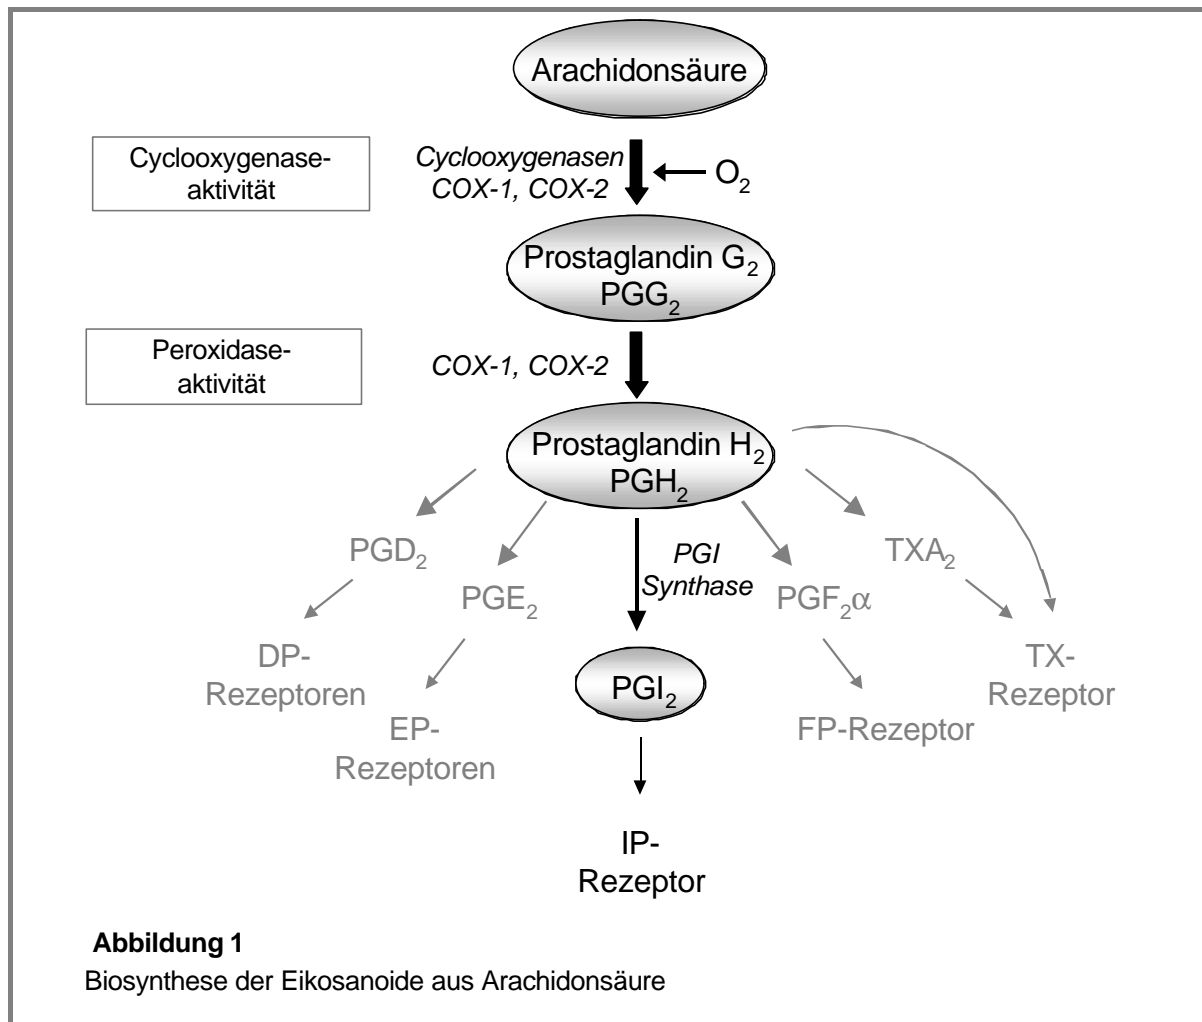 Arachidonsäure
Cyclooxygenase-
aktivität
Cyclooxygenasen
COX-1, COX-2
O₂
Prostaglandin G₂
PGG₂
Peroxidase-
aktivität
COX-1, COX-2
Prostaglandin H₂
PGH₂
PGD₂
PGE₂
PGI
Synthase
PGF₂α
TXA₂
DP-
Rezeptoren
EP-
Rezeptoren
PGI₂
FP-Rezeptor
TX-
Rezeptor
IP-
Rezeptor
Abbildung 1
Biosynthese der Eikosanoide aus Arachidonsäure